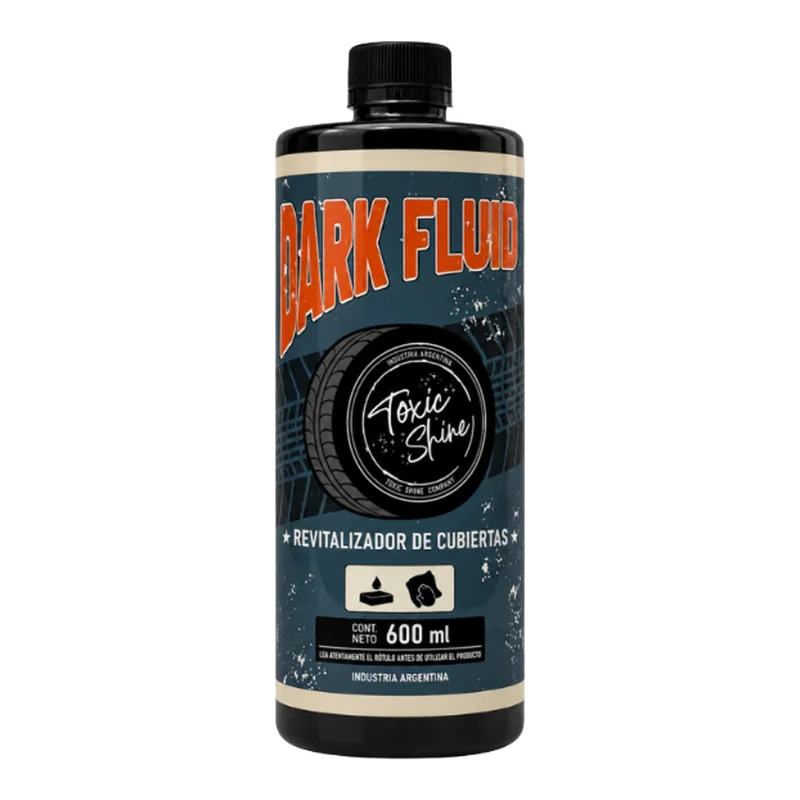 DARK FLUID
INDUSTRIA ARGENTINA
Toxic
Shine
TOXIC SHINE COMPANY
★ REVITALIZADOR DE CUBIERTAS ★
CONT.
NETO 600 ml
LEA ATENTAMENTE EL RÓTULO ANTES DE UTILIZAR EL PRODUCTO
INDUSTRIA ARGENTINA